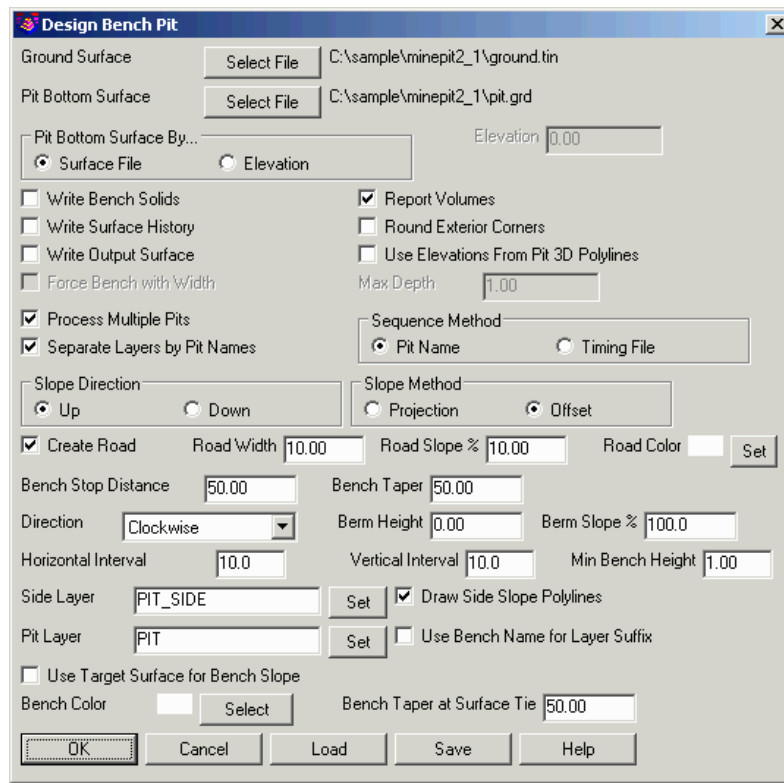 Design Bench Pit
Ground Surface Select File C:\sample\minepit2_1\ground.tin
Pit Bottom Surface Select File C:\sample\minepit2_1\pit.grd
Pit Bottom Surface By... Elevation 0.00
Surface File Elevation
Write Bench Solids Report Volumes
Write Surface History Round Exterior Corners
Write Output Surface Use Elevations From Pit 3D Polylines
Force Bench with Width Max Depth 1.00
Process Multiple Pits Sequence Method
Separate Layers by Pit Names Pit Name Timing File
Slope Direction Slope Method
Up Down Projection Offset
Create Road Road Width 10.00 Road Slope % 10.00 Road Color Set
Bench Stop Distance 50.00 Bench Taper 50.00
Direction Clockwise Berm Height 0.00 Berm Slope % 100.0
Horizontal Interval 10.0 Vertical Interval 10.0 Min Bench Height 1.00
Side Layer PIT_SIDE Set Draw Side Slope Polylines
Pit Layer PIT Set Use Bench Name for Layer Suffix
Use Target Surface for Bench Slope
Bench Color Select Bench Taper at Surface Tie 50.00
OK Cancel Load Save Help